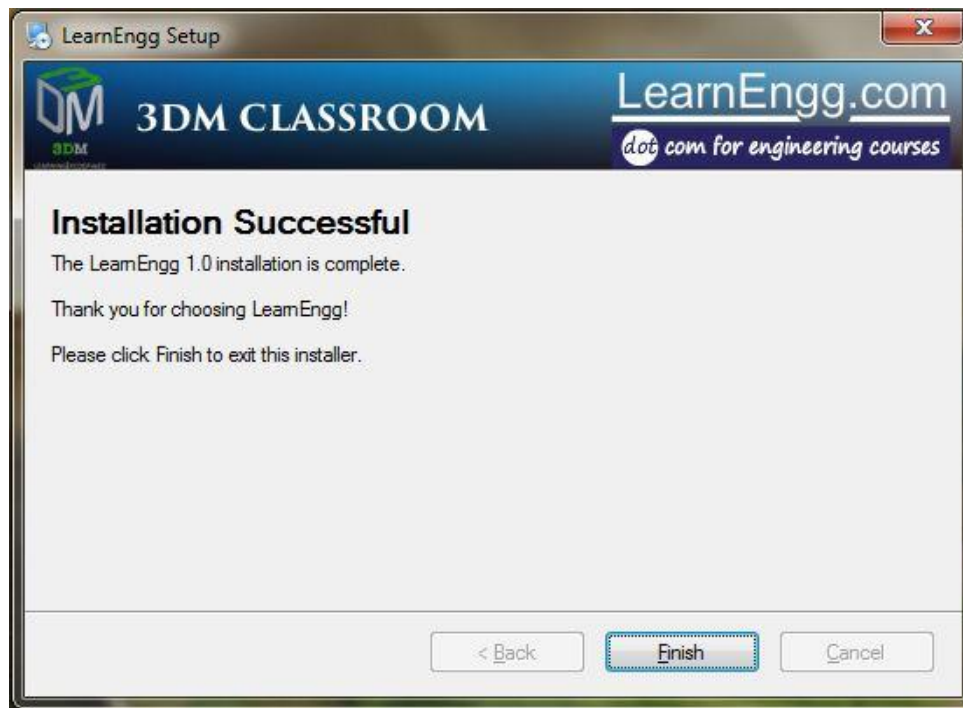 LearnEngg Setup
3DM
3DM CLASSROOM
LearnEngg.com
dot com for engineering courses
Installation Successful
The LearnEngg 1.0 installation is complete.
Thank you for choosing LearnEngg!
Please click Finish to exit this installer.
< Back
Finish
Cancel